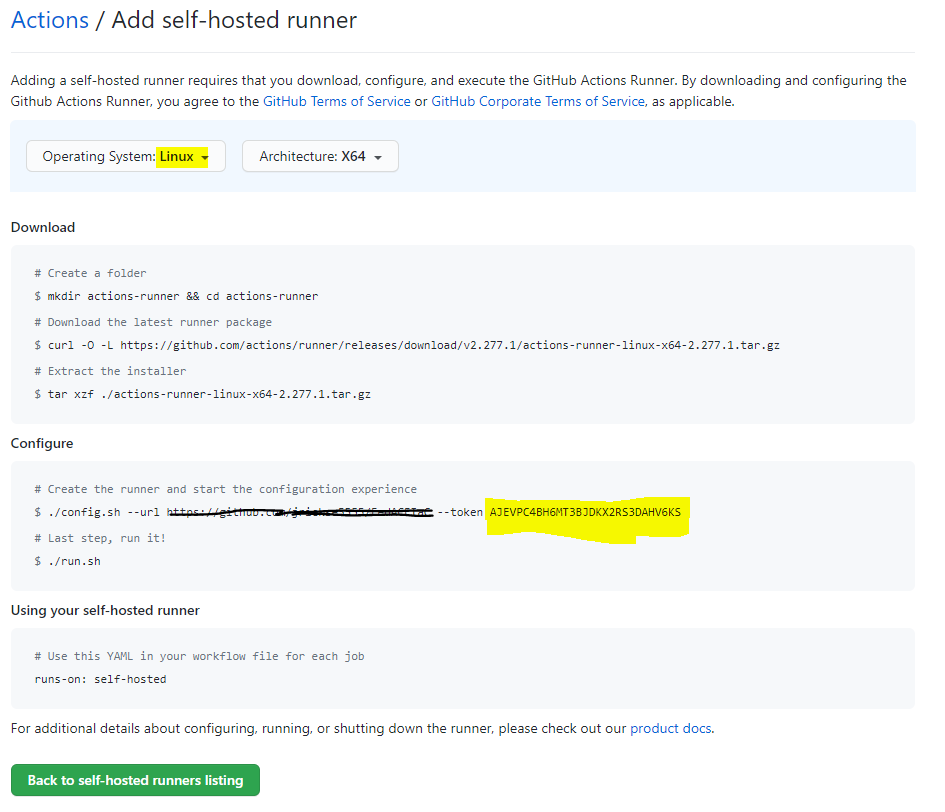 Actions / Add self-hosted runner
Adding a self-hosted runner requires that you download, configure, and execute the GitHub Actions Runner. By downloading and configuring the
Github Actions Runner, you agree to the GitHub Terms of Service or GitHub Corporate Terms of Service, as applicable.
Operating System: Linux Architecture: X64
Download
# Create a folder
$ mkdir actions-runner && cd actions-runner
# Download the latest runner package
$ curl -O -L https://github.com/actions/runner/releases/download/v2.277.1/actions-runner-linux-x64-2.277.1.tar.gz
# Extract the installer
$ tar xzf ./actions-runner-linux-x64-2.277.1.tar.gz
Configure
# Create the runner and start the configuration experience
$ ./config.sh --url --token AJEVPC4BH6MT3BJDKX2RS3DAHV6KS
# Last step, run it!
$ ./run.sh
Using your self-hosted runner
# Use this YAML in your workflow file for each job
runs-on: self-hosted
For additional details about configuring, running, or shutting down the runner, please check out our product docs.
Back to self-hosted runners listing